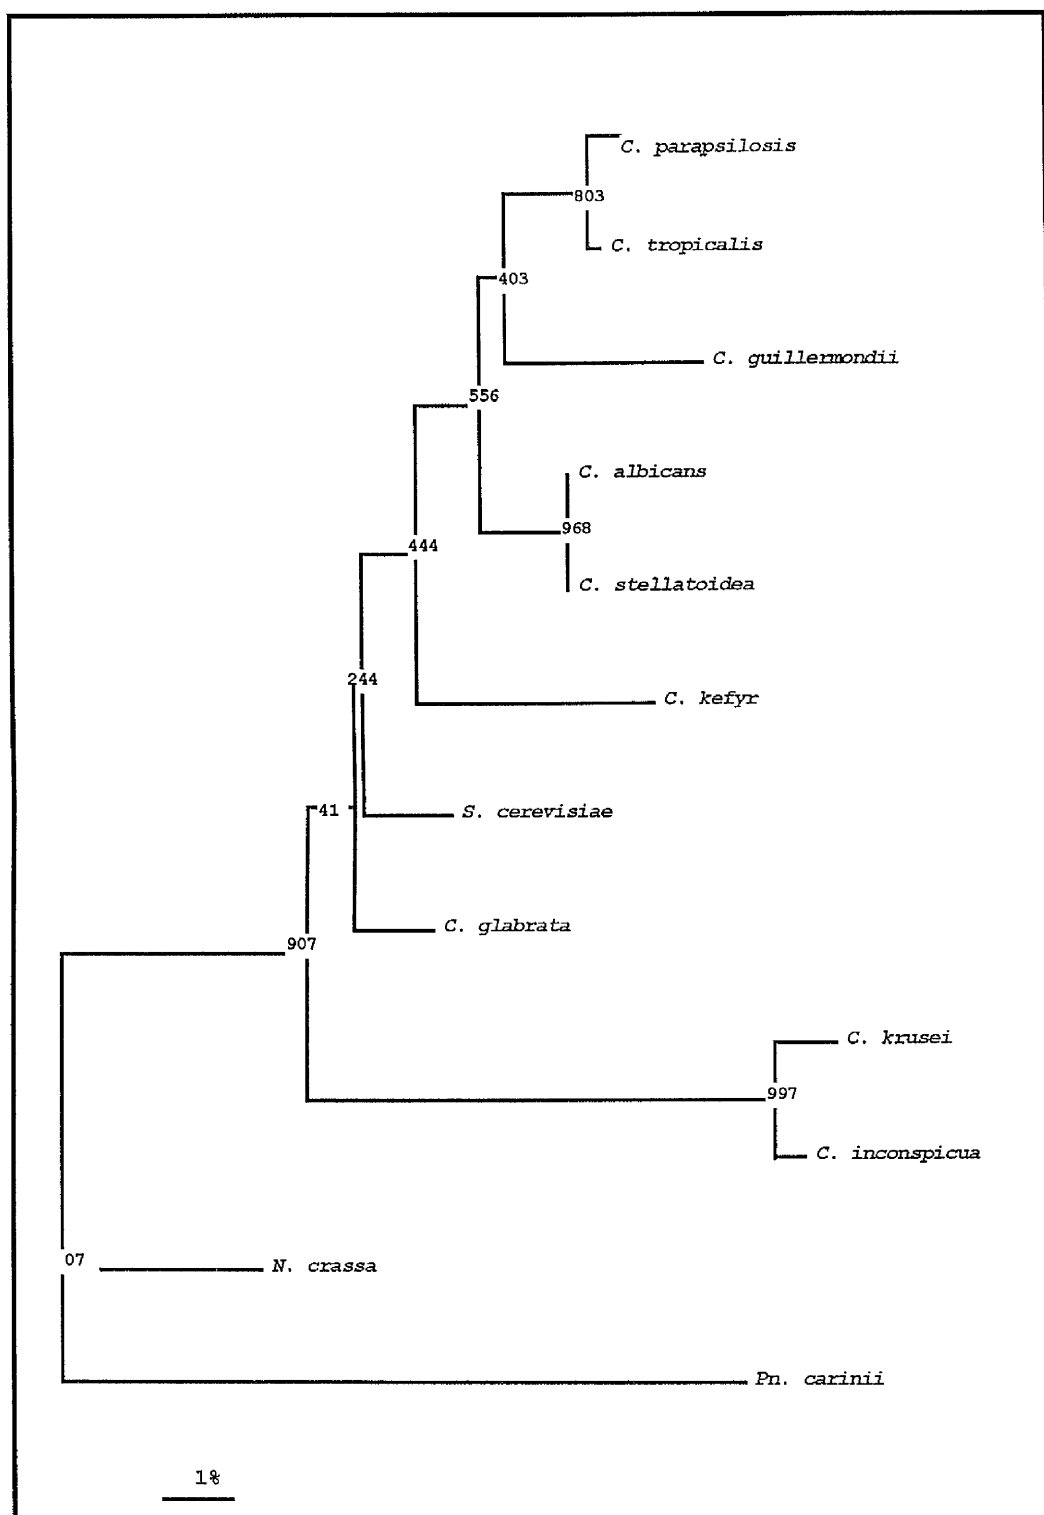 C. parapsilosis
803
C. tropicalis
403
C. guillermondii
556
C. albicans
968
C. stellatoidea
444
C. kefyr
244
S. cerevisiae
41
C. glabrata
907
C. krusei
997
C. inconspicua
07
N. crassa
Pn. carinii
1%